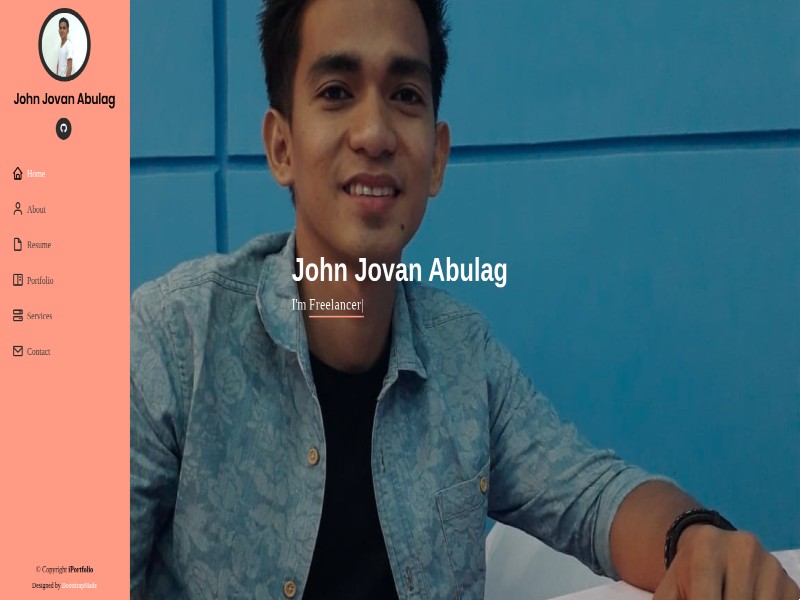 John Jovan Abulag
Home
About
Resume
Portfolio
Services
Contact
© Copyright iPortfolio
Designed by BootstrapMade
John Jovan Abulag
I'm Freelancer|